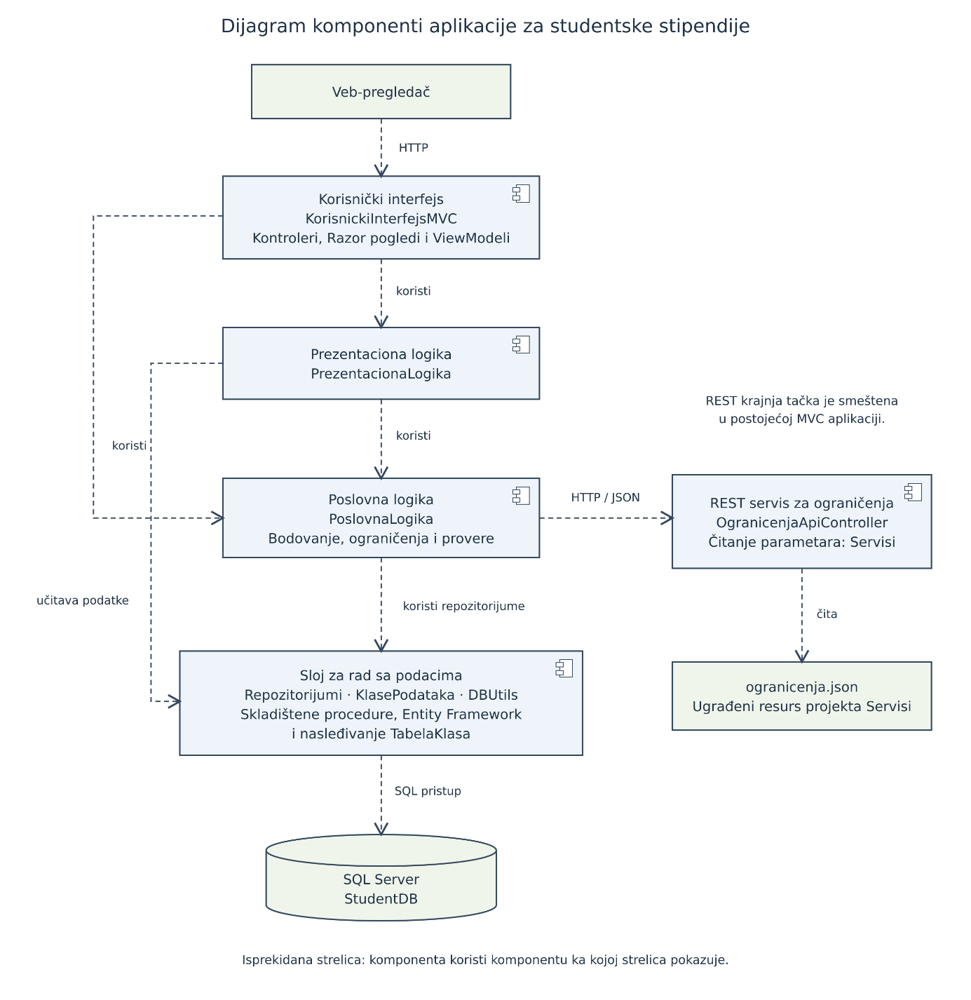 Dijagram komponenti aplikacije za studentske stipendije
Veb-pregledač
HTTP
Korisnički interfejs
KorisnickiInterfejsMVC
Kontroleri, Razor pogledi i ViewModeli
koristi
Prezentaciona logika
PrezentacionaLogika
REST krajnja tačka je smeštena
u postojećoj MVC aplikaciji.
koristi
koristi
Poslovna logika
PoslovnaLogika
Bodovanje, ograničenja i provere
HTTP / JSON
REST servis za ograničenja
OgranicenjaApiController
Čitanje parametara: Servisi
učitava podatke
koristi repozitorijume
čita
Sloj za rad sa podacima
Repozitorijumi · KlasePodataka · DBUtils
Skladištene procedure, Entity Framework
i nasleđivanje TabelaKlasa
ogranicenja.json
Ugrađeni resurs projekta Servisi
SQL pristup
SQL Server
StudentDB
Isprekidana strelica: komponenta koristi komponentu ka kojoj strelica pokazuje.